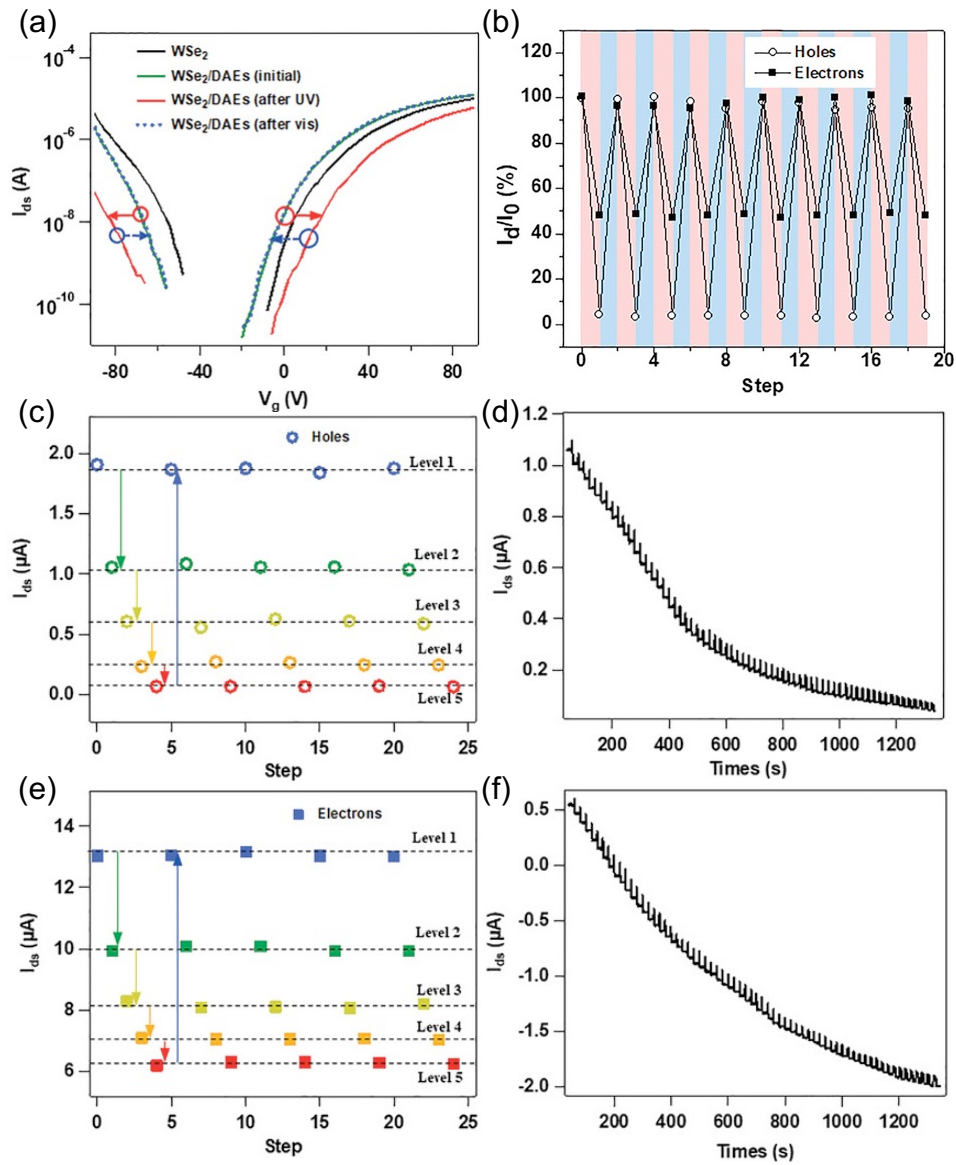 (a)
10⁻⁴
10⁻⁶
10⁻⁸
10⁻¹⁰
I_ds (A)
WSe₂
WSe₂/DAEs (initial)
WSe₂/DAEs (after UV)
WSe₂/DAEs (after vis)
-80
-40
0
40
80
V_g (V)
(b)
120
100
80
60
40
20
0
I_d/I_0 (%)
Holes
Electrons
0
4
8
12
16
20
Step
(c)
2.0
1.5
1.0
0.5
0.0
I_ds (µA)
Holes
Level 1
Level 2
Level 3
Level 4
Level 5
0
5
10
15
20
25
Step
(d)
1.2
1.0
0.8
0.6
0.4
0.2
I_ds (µA)
200
400
600
800
1000
1200
Times (s)
(e)
14
12
10
8
6
I_ds (µA)
Electrons
Level 1
Level 2
Level 3
Level 4
Level 5
0
5
10
15
20
25
Step
(f)
0.5
0.0
-0.5
-1.0
-1.5
-2.0
I_ds (µA)
200
400
600
800
1000
1200
Times (s)